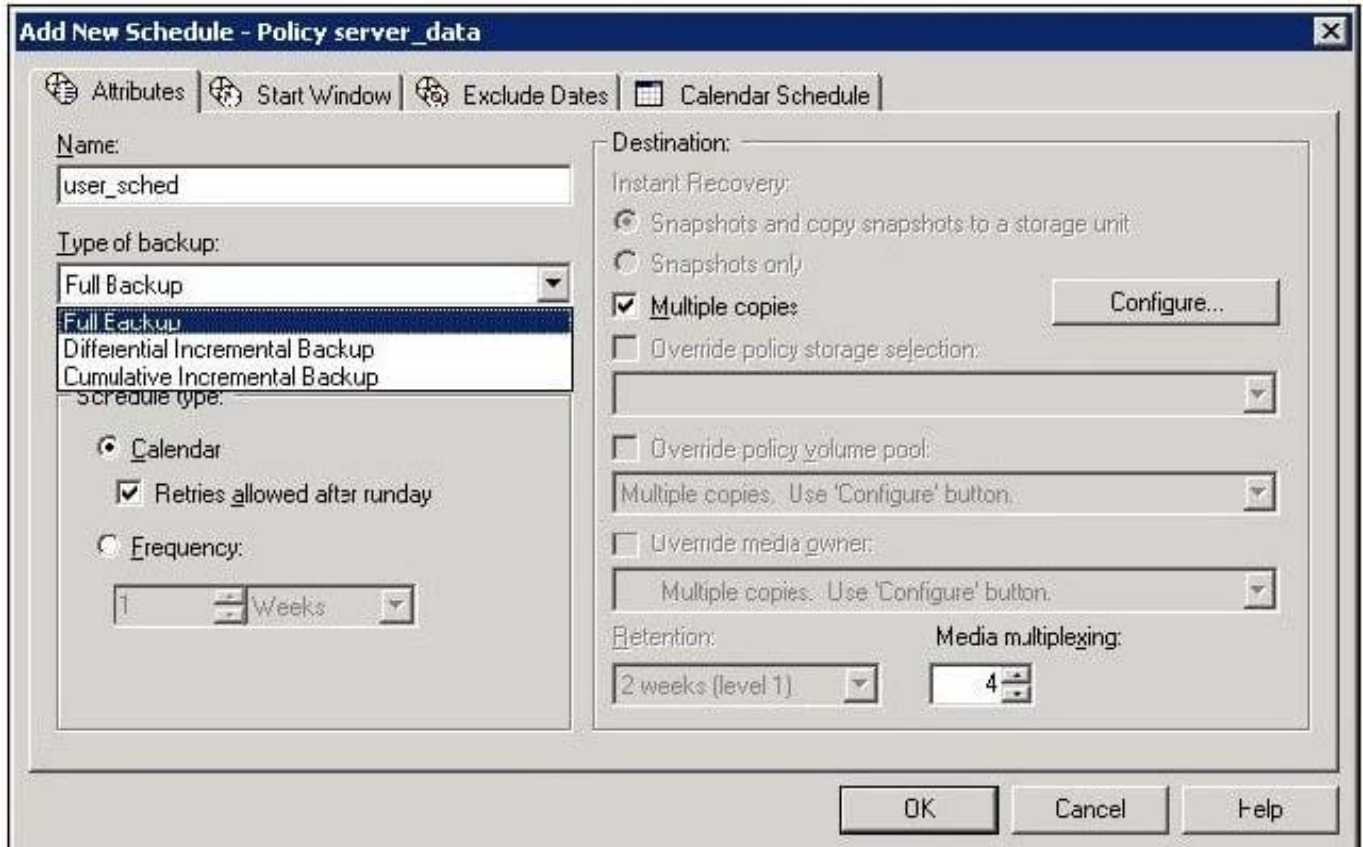 Add New Schedule - Policy server_data
Attributes
Start Window
Exclude Dates
Calendar Schedule
Name:
user_sched
Type of backup:
Full Backup
Full Backup
Differential Incremental Backup
Cumulative Incremental Backup
Schedule type:
Calendar
Retries allowed after runday
Frequency:
1
Weeks
Destination:
Instant Recovery:
Snapshots and copy snapshots to a storage unit
Snapshots only
Multiple copies
Configure...
Override policy storage selection:
Override policy volume pool:
Multiple copies. Use 'Configure' button.
Override media owner:
Multiple copies. Use 'Configure' button.
Retention:
Media multiplexing:
2 weeks (level 1)
4
OK
Cancel
Help